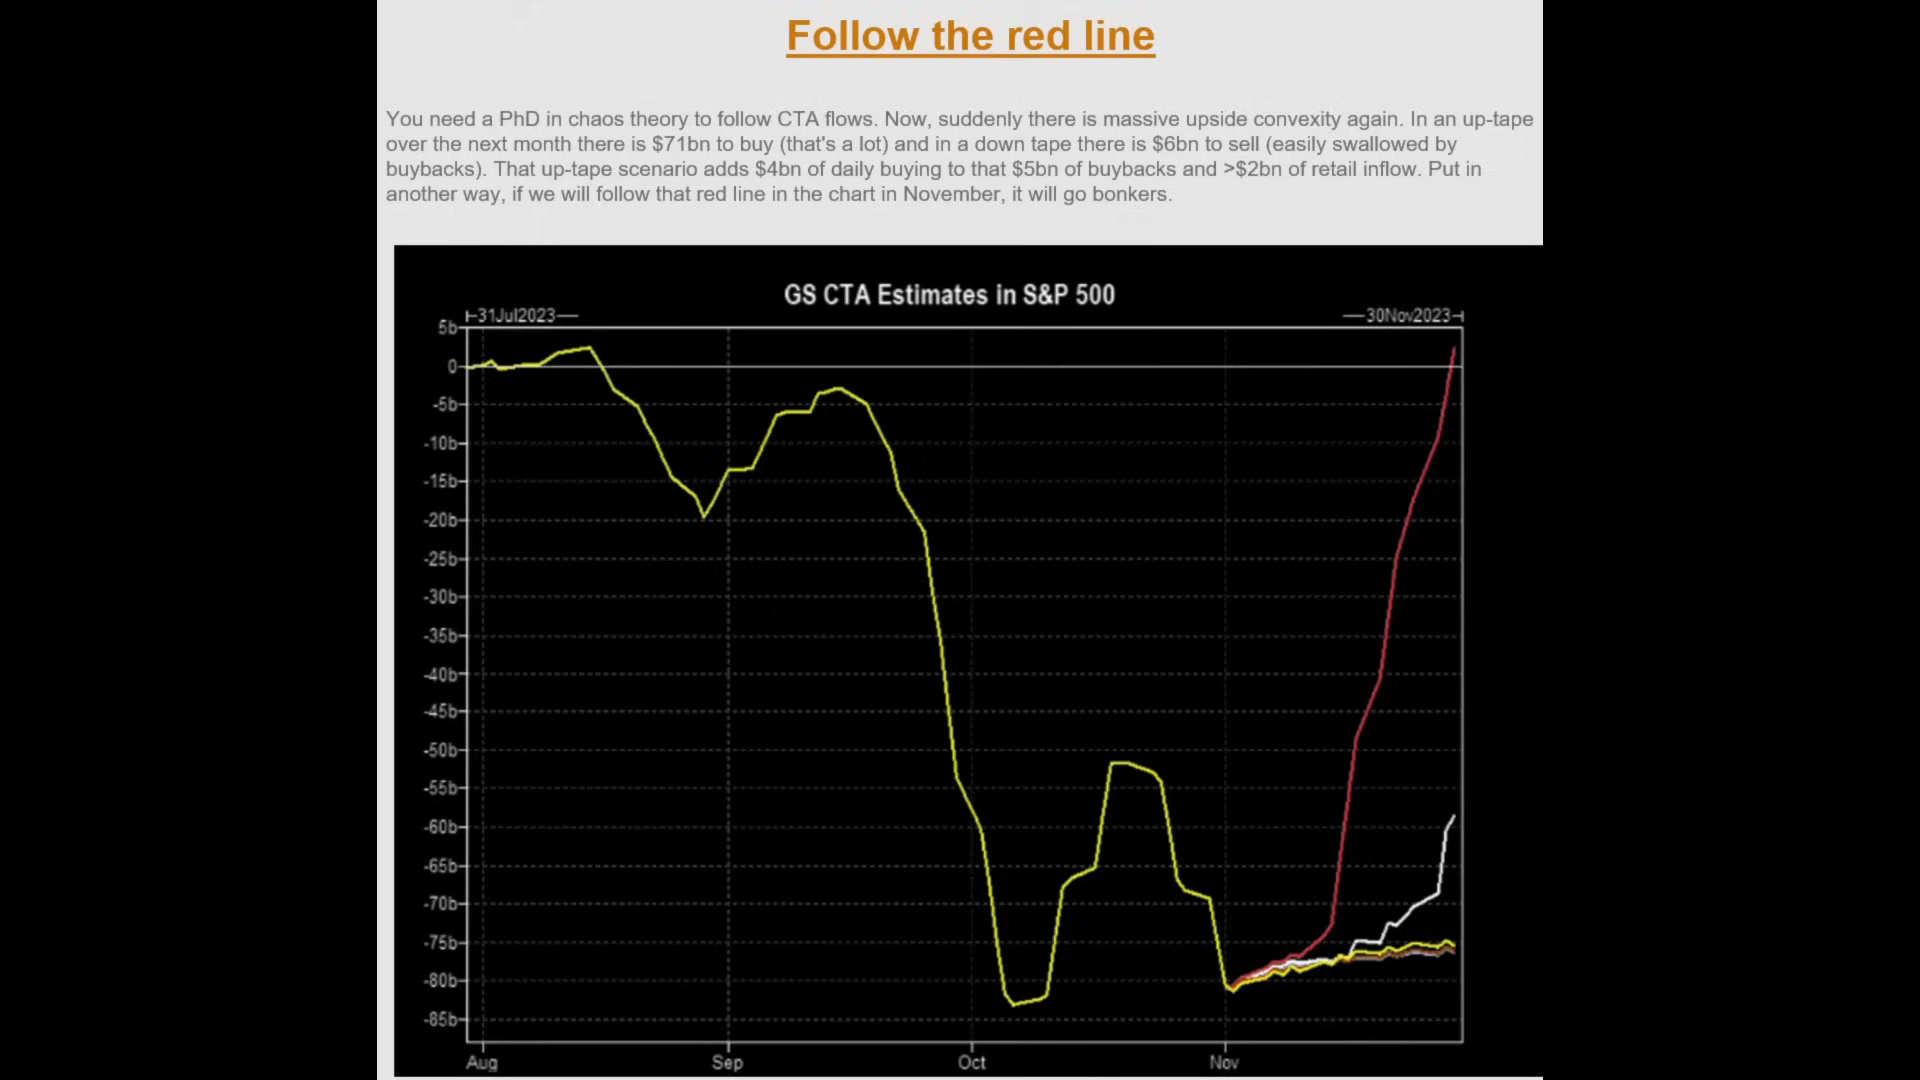 Follow the red line
You need a PhD in chaos theory to follow CTA flows. Now, suddenly there is massive upside convexity again. In an up-tape
over the next month there is $71bn to buy (that's a lot) and in a down tape there is $6bn to sell (easily swallowed by
buybacks). That up-tape scenario adds $4bn of daily buying to that $5bn of buybacks and >$2bn of retail inflow. Put in
another way, if we will follow that red line in the chart in November, it will go bonkers.
GS CTA Estimates in S&P 500
31Jul2023 30Nov2023
5b
0
-5b
-10b
-15b
-20b
-25b
-30b
-35b
-40b
-45b
-50b
-55b
-60b
-65b
-70b
-75b
-80b
-85b
Aug Sep Oct Nov